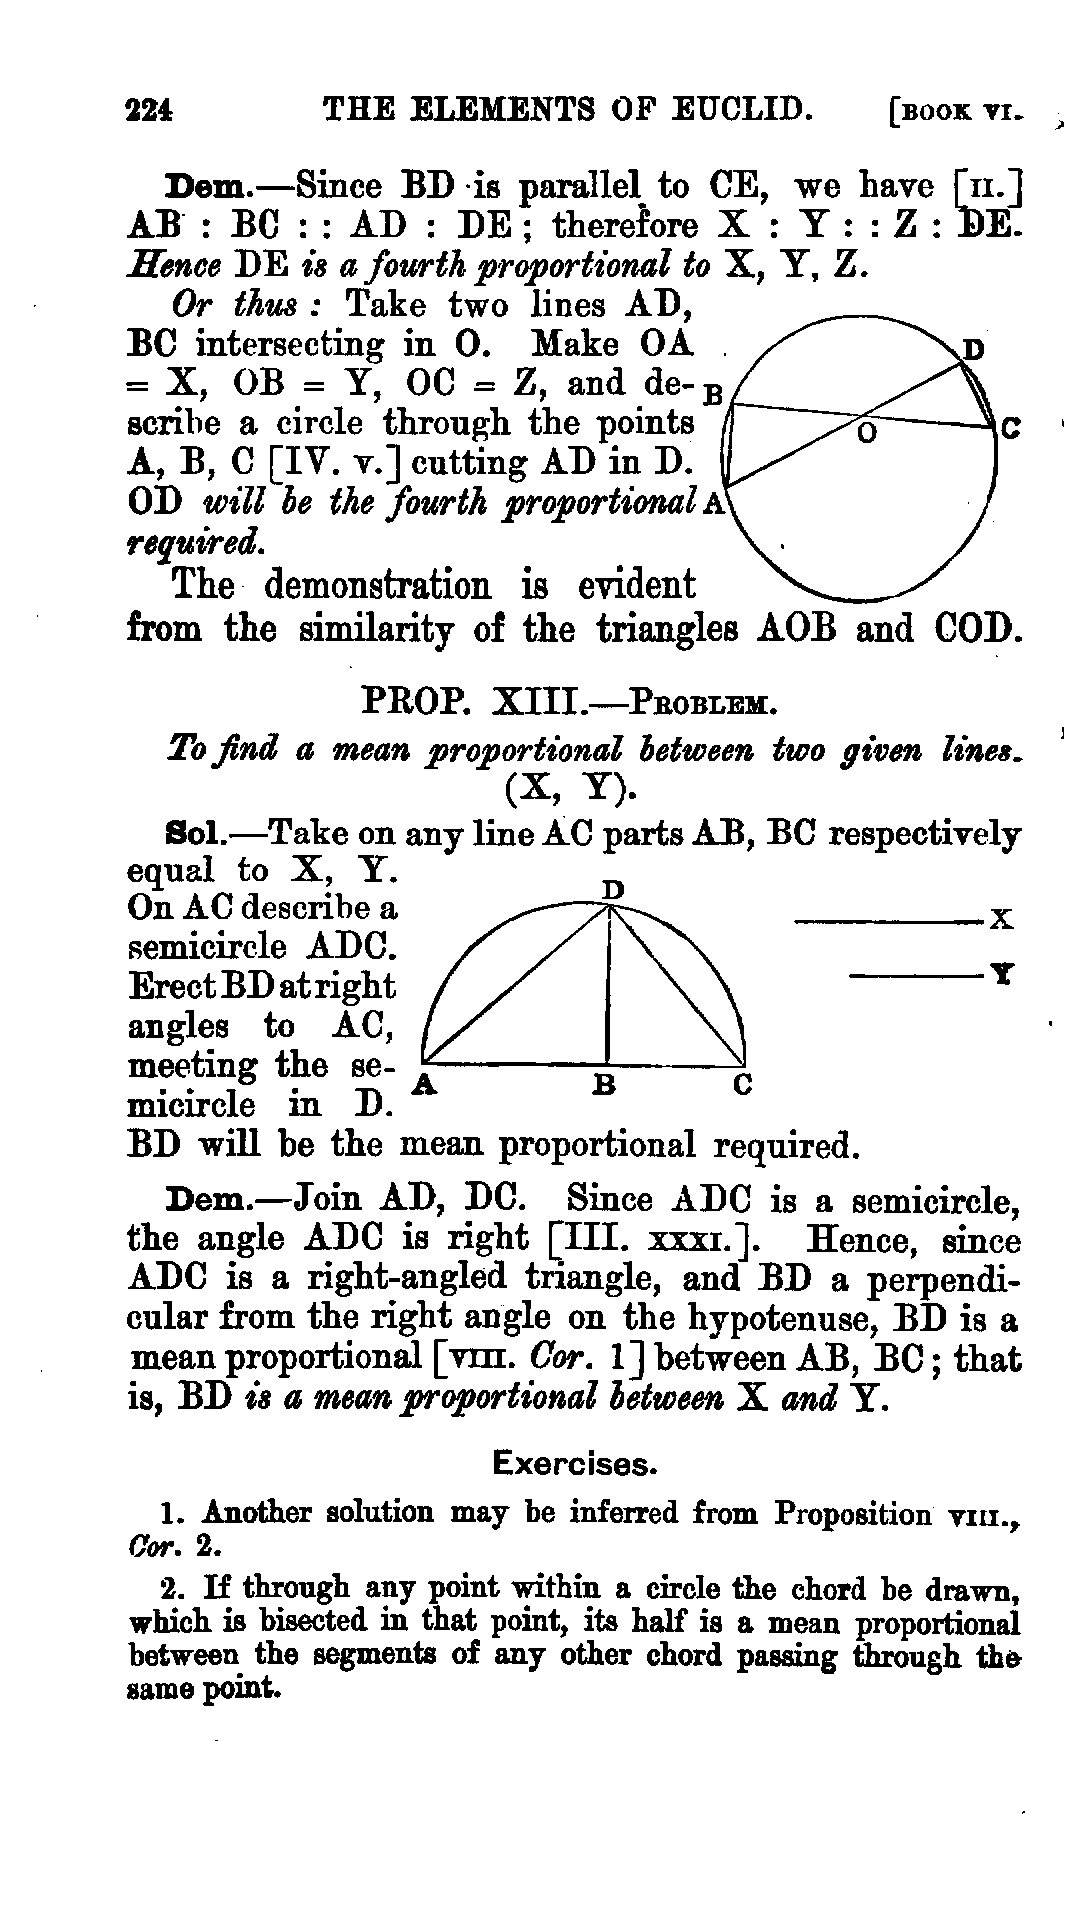 224 THE ELEMENTS OF EUCLID. [BOOK VI.
Dem.—Since BD is parallel to CE, we have [II.]
AB : BC : : AD : DE ; therefore X : Y : : Z : DE.
Hence DE is a fourth proportional to X, Y, Z.
Or thus : Take two lines AD,
BC intersecting in O. Make OA
= X, OB = Y, OC = Z, and de-
scribe a circle through the points
A, B, C [IV. V.] cutting AD in D.
OD will be the fourth proportional
required.
D
B
O
C
A
The demonstration is evident
from the similarity of the triangles AOB and COD.
PROP. XIII.—PROBLEM.
To find a mean proportional between two given lines.
(X, Y).
Sol.—Take on any line AC parts AB, BC respectively
equal to X, Y.
On AC describe a
semicircle ADC.
Erect BD at right
angles to AC,
meeting the se-
micircle in D.
D
X
Y
A B C
BD will be the mean proportional required.
Dem.—Join AD, DC. Since ADC is a semicircle,
the angle ADC is right [III. XXXI.]. Hence, since
ADC is a right-angled triangle, and BD a perpendi-
cular from the right angle on the hypotenuse, BD is a
mean proportional [VIII. Cor. 1] between AB, BC ; that
is, BD is a mean proportional between X and Y.
Exercises.
1. Another solution may be inferred from Proposition VIII.,
Cor. 2.
2. If through any point within a circle the chord be drawn,
which is bisected in that point, its half is a mean proportional
between the segments of any other chord passing through the
same point.